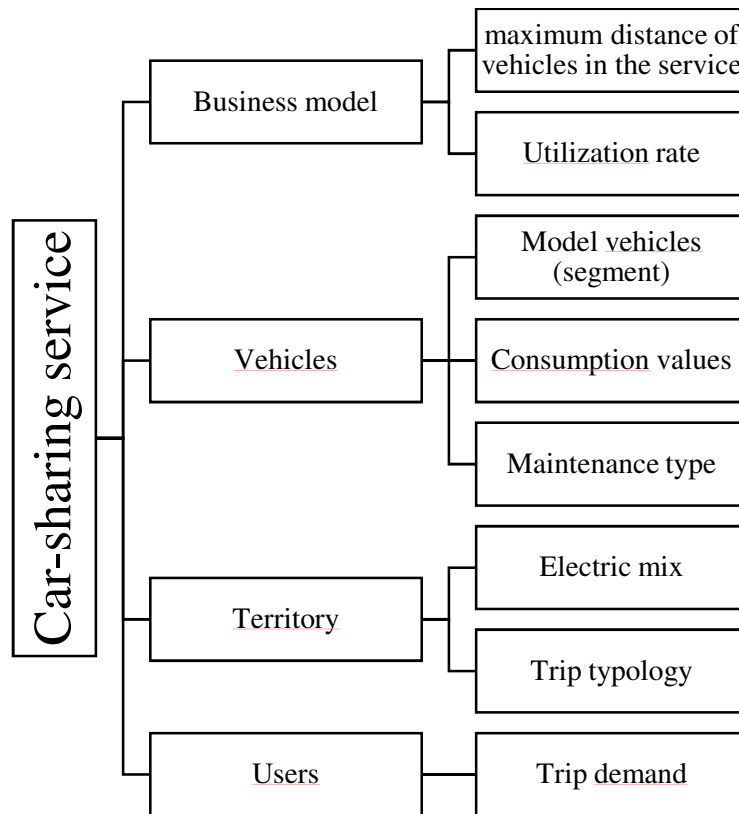 Car-sharing service
Business model
maximum distance of
vehicles in the service
Utilization rate
Vehicles
Model vehicles
(segment)
Consumption values
Maintenance type
Territory
Electric mix
Trip typology
Users
Trip demand